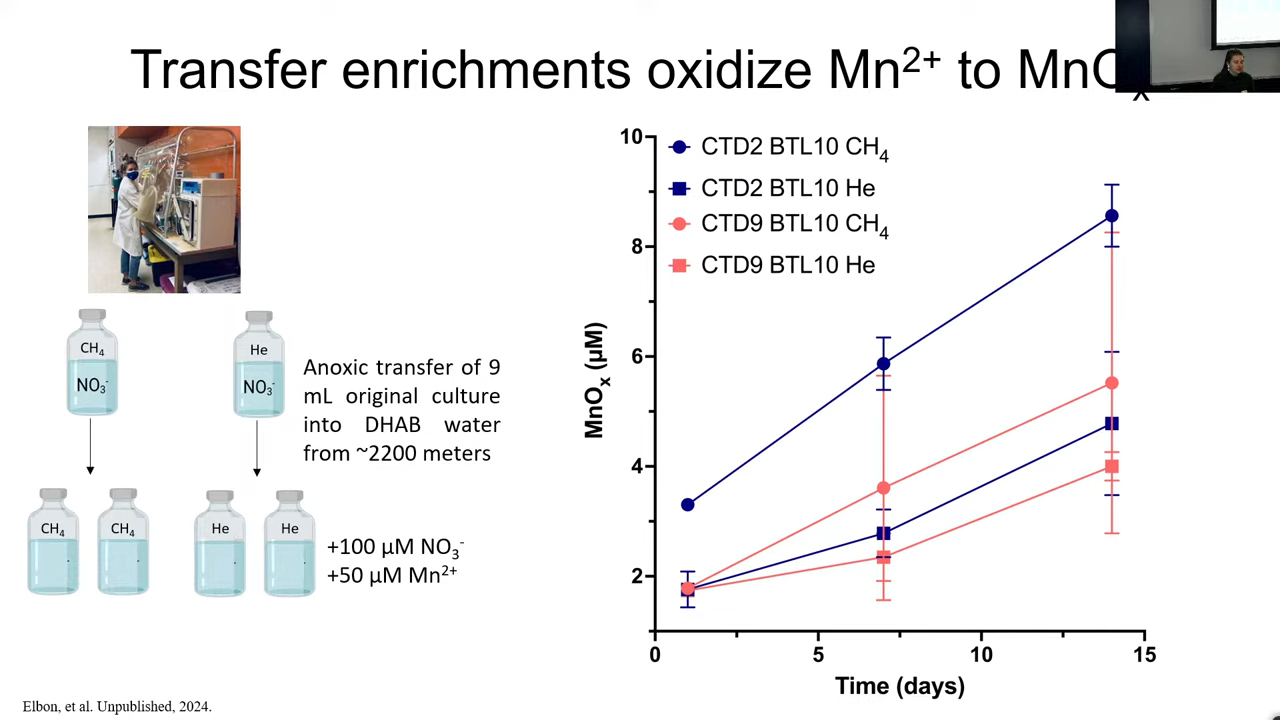 Transfer enrichments oxidize Mn²⁺ to MnOₓ
CH₄
NO₃⁻
He
NO₃⁻
Anoxic transfer of 9
mL original culture
into DHAB water
from ~2200 meters
CH₄
CH₄
He
He
+100 µM NO₃⁻
+50 µM Mn²⁺
CTD2 BTL10 CH₄
CTD2 BTL10 He
CTD9 BTL10 CH₄
CTD9 BTL10 He
MnOₓ (µM)
10
8
6
4
2
0
5
10
15
Time (days)
Elbon, et al. Unpublished, 2024.